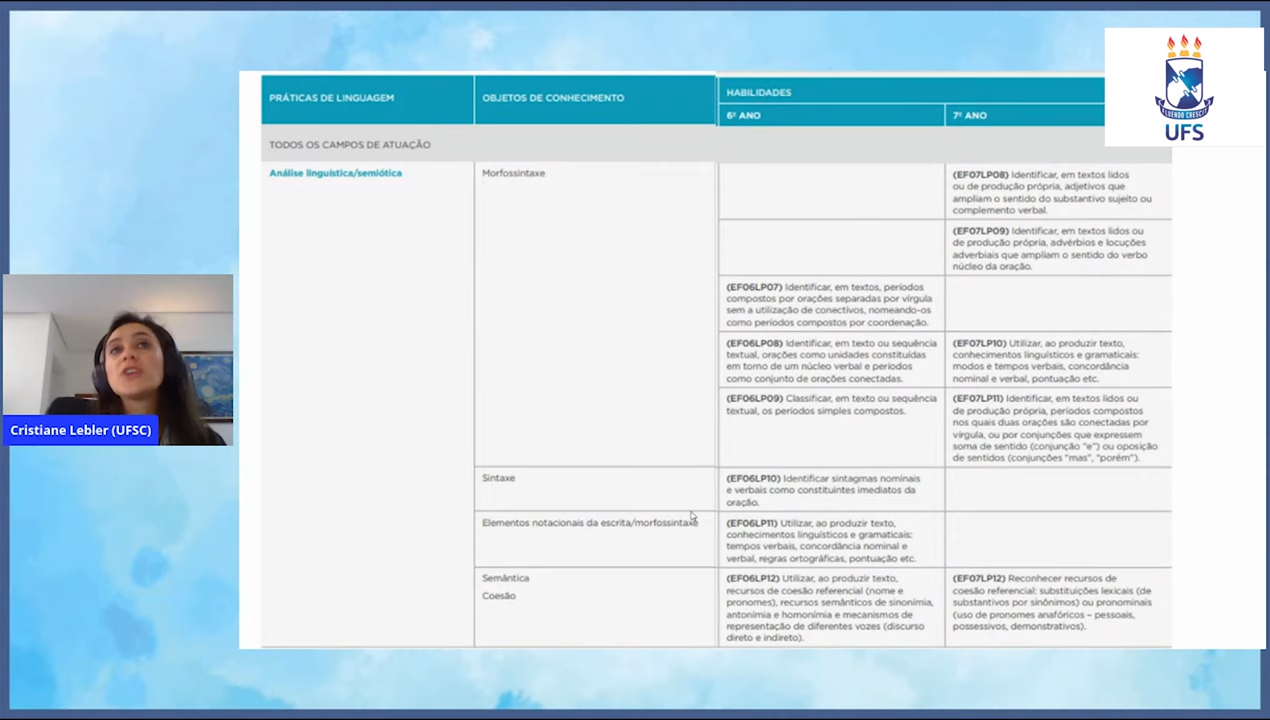 PRÁTICAS DE LINGUAGEM
OBJETOS DE CONHECIMENTO
HABILIDADES
6º ANO
7º ANO
UFS
TODOS OS CAMPOS DE ATUAÇÃO
Análise linguística/semiótica
Morfossintaxe
(EF07LP08) Identificar, em textos lidos
ou de produção própria, adjetivos que
ampliam o sentido do substantivo sujeito ou
complemento verbal.
(EF07LP09) Identificar, em textos lidos ou
de produção própria, advérbios e locuções
adverbiais que ampliam o sentido do verbo
núcleo da oração.
(EF06LP07) Identificar, em textos, períodos
compostos por orações separadas por vírgula
sem a utilização de conectivos, nomeando-os
como períodos compostos por coordenação.
(EF06LP08) Identificar, em texto ou sequência
textual, orações como unidades constituídas
em torno de um núcleo verbal e períodos
como conjunto de orações conectadas.
(EF07LP10) Utilizar, ao produzir texto,
conhecimentos linguísticos e gramaticais:
modos e tempos verbais, concordância
nominal e verbal, pontuação etc.
(EF06LP09) Classificar, em texto ou sequência
textual, os períodos simples compostos.
(EF07LP11) Identificar, em textos lidos ou
de produção própria, períodos compostos
nos quais duas orações são conectadas por
vírgula, ou por conjunções que expressem
soma de sentido (conjunção “e”) ou oposição
de sentidos (conjunções “mas”, “porém”).
Sintaxe
(EF06LP10) Identificar sintagmas nominais
e verbais como constituintes imediatos da
oração.
Elementos notacionais da escrita/morfossintaxe
(EF06LP11) Utilizar, ao produzir texto,
conhecimentos linguísticos e gramaticais:
tempos verbais, concordância nominal e
verbal, regras ortográficas, pontuação etc.
Semântica
Coesão
(EF06LP12) Utilizar, ao produzir texto,
recursos de coesão referencial (nome e
pronomes), recursos semânticos de sinonímia,
antonímia e homonímia e mecanismos de
representação de diferentes vozes (discurso
direto e indireto).
(EF07LP12) Reconhecer recursos de
coesão referencial: substituições lexicais (de
substantivos por sinônimos) ou pronominais
(uso de pronomes anafóricos – pessoais,
possessivos, demonstrativos).
Cristiane Lebler (UFSC)